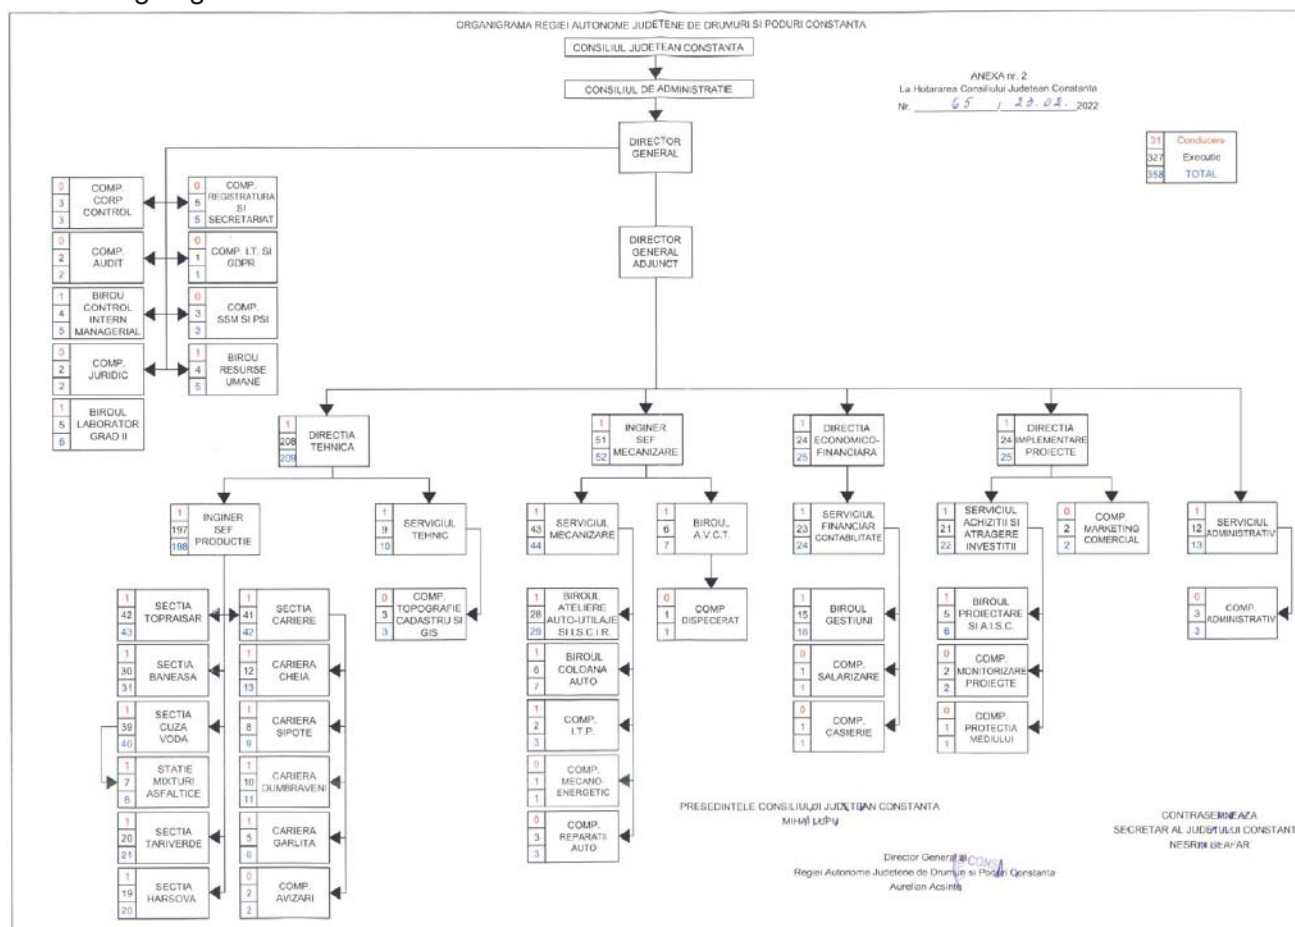 ORGANIGRAMA REGIEI AUTONOME JUDETENE DE DRUMURI SI PODURI CONSTANTA
CONSILIUL JUDETEAN CONSTANTA
CONSILIUL DE ADMINISTRATIE
ANEXA nr. 2
La Hotararea Consiliului Judetean Constanta
Nr. 65 / 23.02. 2022
31 Conducere
327 Executie
358 TOTAL
DIRECTOR
GENERAL
DIRECTOR
GENERAL
ADJUNCT
0
3
3
COMP.
CORP
CONTROL
0
5
5
COMP.
REGISTRATURA
SI
SECRETARIAT
0
2
2
COMP.
AUDIT
0
1
1
COMP. I.T. SI
GDPR
1
4
5
BIROU
CONTROL
INTERN
MANAGERIAL
0
3
3
COMP.
SSM SI PSI
0
2
2
COMP.
JURIDIC
1
4
5
BIROU
RESURSE
UMANE
1
5
6
BIROUL
LABORATOR
GRAD II
1
208
209
DIRECTIA
TEHNICA
1
51
52
INGINER
SEF
MECANIZARE
1
24
25
DIRECTIA
ECONOMICO-
FINANCIARA
1
24
25
DIRECTIA
IMPLEMENTARE
PROIECTE
1
197
198
INGINER
SEF
PRODUCTIE
1
9
10
SERVICIUL
TEHNIC
1
43
44
SERVICIUL
MECANIZARE
1
6
7
BIROUL
A.V.C.T.
1
23
24
SERVICIUL
FINANCIAR
CONTABILITATE
1
21
22
SERVICIUL
ACHIZITII SI
ATRAGERE
INVESTITII
0
2
2
COMP.
MARKETING
COMERCIAL
1
12
13
SERVICIUL
ADMINISTRATIV
1
42
43
SECTIA
TOPRAISAR
1
41
42
SECTIA
CARIERE
0
3
3
COMP.
TOPOGRAFIE
CADASTRU SI
GIS
1
28
29
BIROUL
ATELIERE
AUTO-UTILAJE
SI I.S.C.I.R.
0
1
1
COMP
DISPECERAT
1
15
16
BIROUL
GESTIUNI
1
5
6
BIROUL
PROIECTARE
SI A.I.S.C.
0
3
3
COMP.
ADMINISTRATIV
1
30
31
SECTIA
BANEASA
1
12
13
CARIERA
CHEIA
1
6
7
BIROUL
COLOANA
AUTO
0
1
1
COMP.
SALARIZARE
0
2
2
COMP.
MONITORIZARE
PROIECTE
1
39
40
SECTIA
CUZA
VODA
1
8
9
CARIERA
SIPOTE
1
2
3
COMP.
I.T.P.
0
1
1
COMP.
CASIERIE
0
1
1
COMP.
PROTECTIA
MEDIULUI
1
7
8
STATIE
MIXTURI
ASFALTICE
1
10
11
CARIERA
DUMBRAVENI
0
1
1
COMP.
MECANO-
ENERGETIC
1
20
21
SECTIA
TARIVERDE
1
5
6
CARIERA
GARLITA
0
3
3
COMP.
REPARATII
AUTO
1
19
20
SECTIA
HARSOVA
0
2
2
COMP.
AVIZARI
PRESEDINTELE CONSILIULUI JUDETEAN CONSTANTA
MIHAI LUPU
CONTRASEMNEAZA
SECRETAR AL JUDETULUI CONSTANT
NESRIN GEAFAR
Director General al
Regiei Autonome Judetene de Drumuri si Poduri Constanta
Aurelian Acsinte